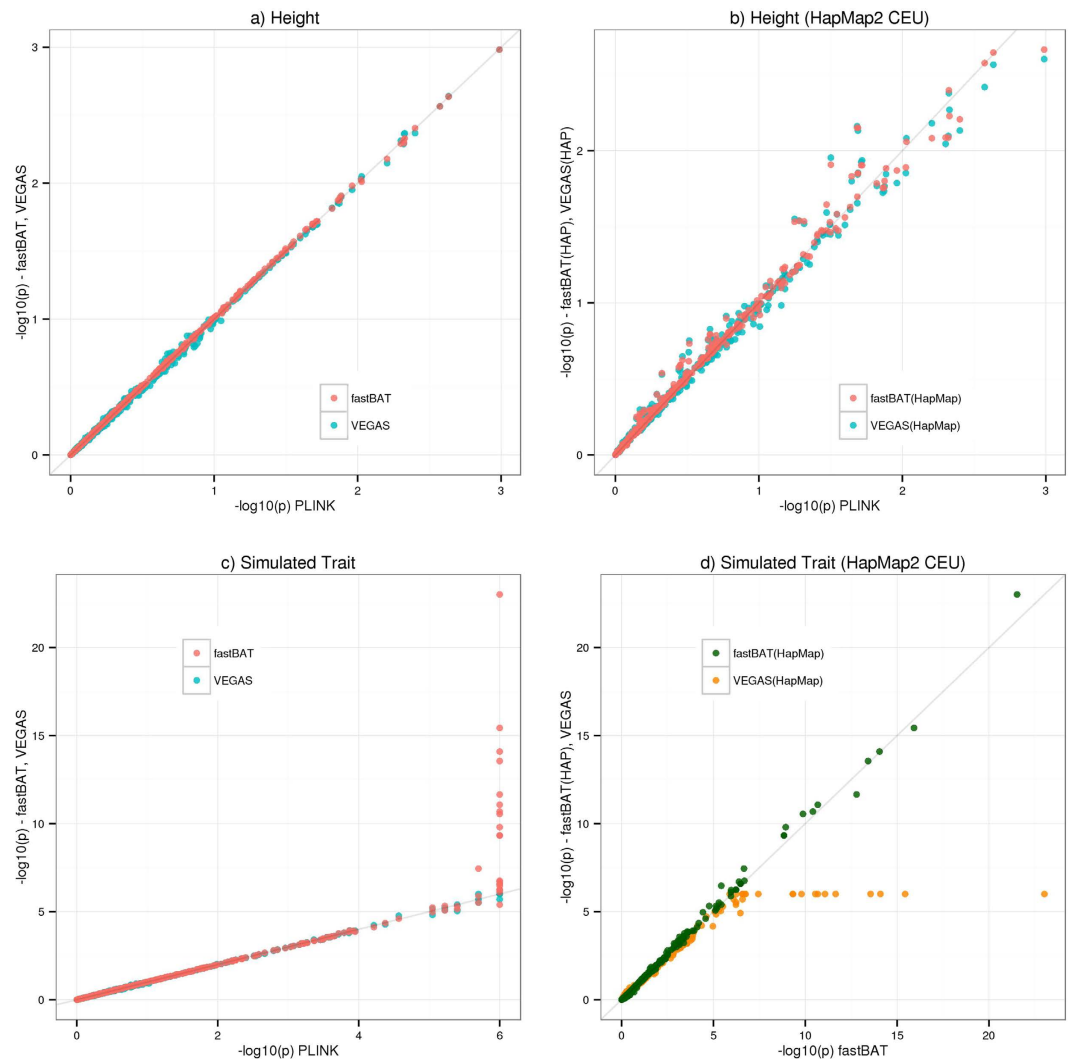 a) Height
3
2
1
0
-log10(p) - fastBAT, VEGAS
fastBAT
VEGAS
0 1 2 3
-log10(p) PLINK
b) Height (HapMap2 CEU)
2
1
0
-log10(p) - fastBAT(HAP), VEGAS(HAP)
fastBAT(HapMap)
VEGAS(HapMap)
0 1 2 3
-log10(p) PLINK
c) Simulated Trait
20
15
10
5
0
-log10(p) - fastBAT, VEGAS
fastBAT
VEGAS
0 2 4 6
-log10(p) PLINK
d) Simulated Trait (HapMap2 CEU)
20
15
10
5
0
-log10(p) - fastBAT(HAP), VEGAS
fastBAT(HapMap)
VEGAS(HapMap)
0 5 10 15 20
-log10(p) fastBAT